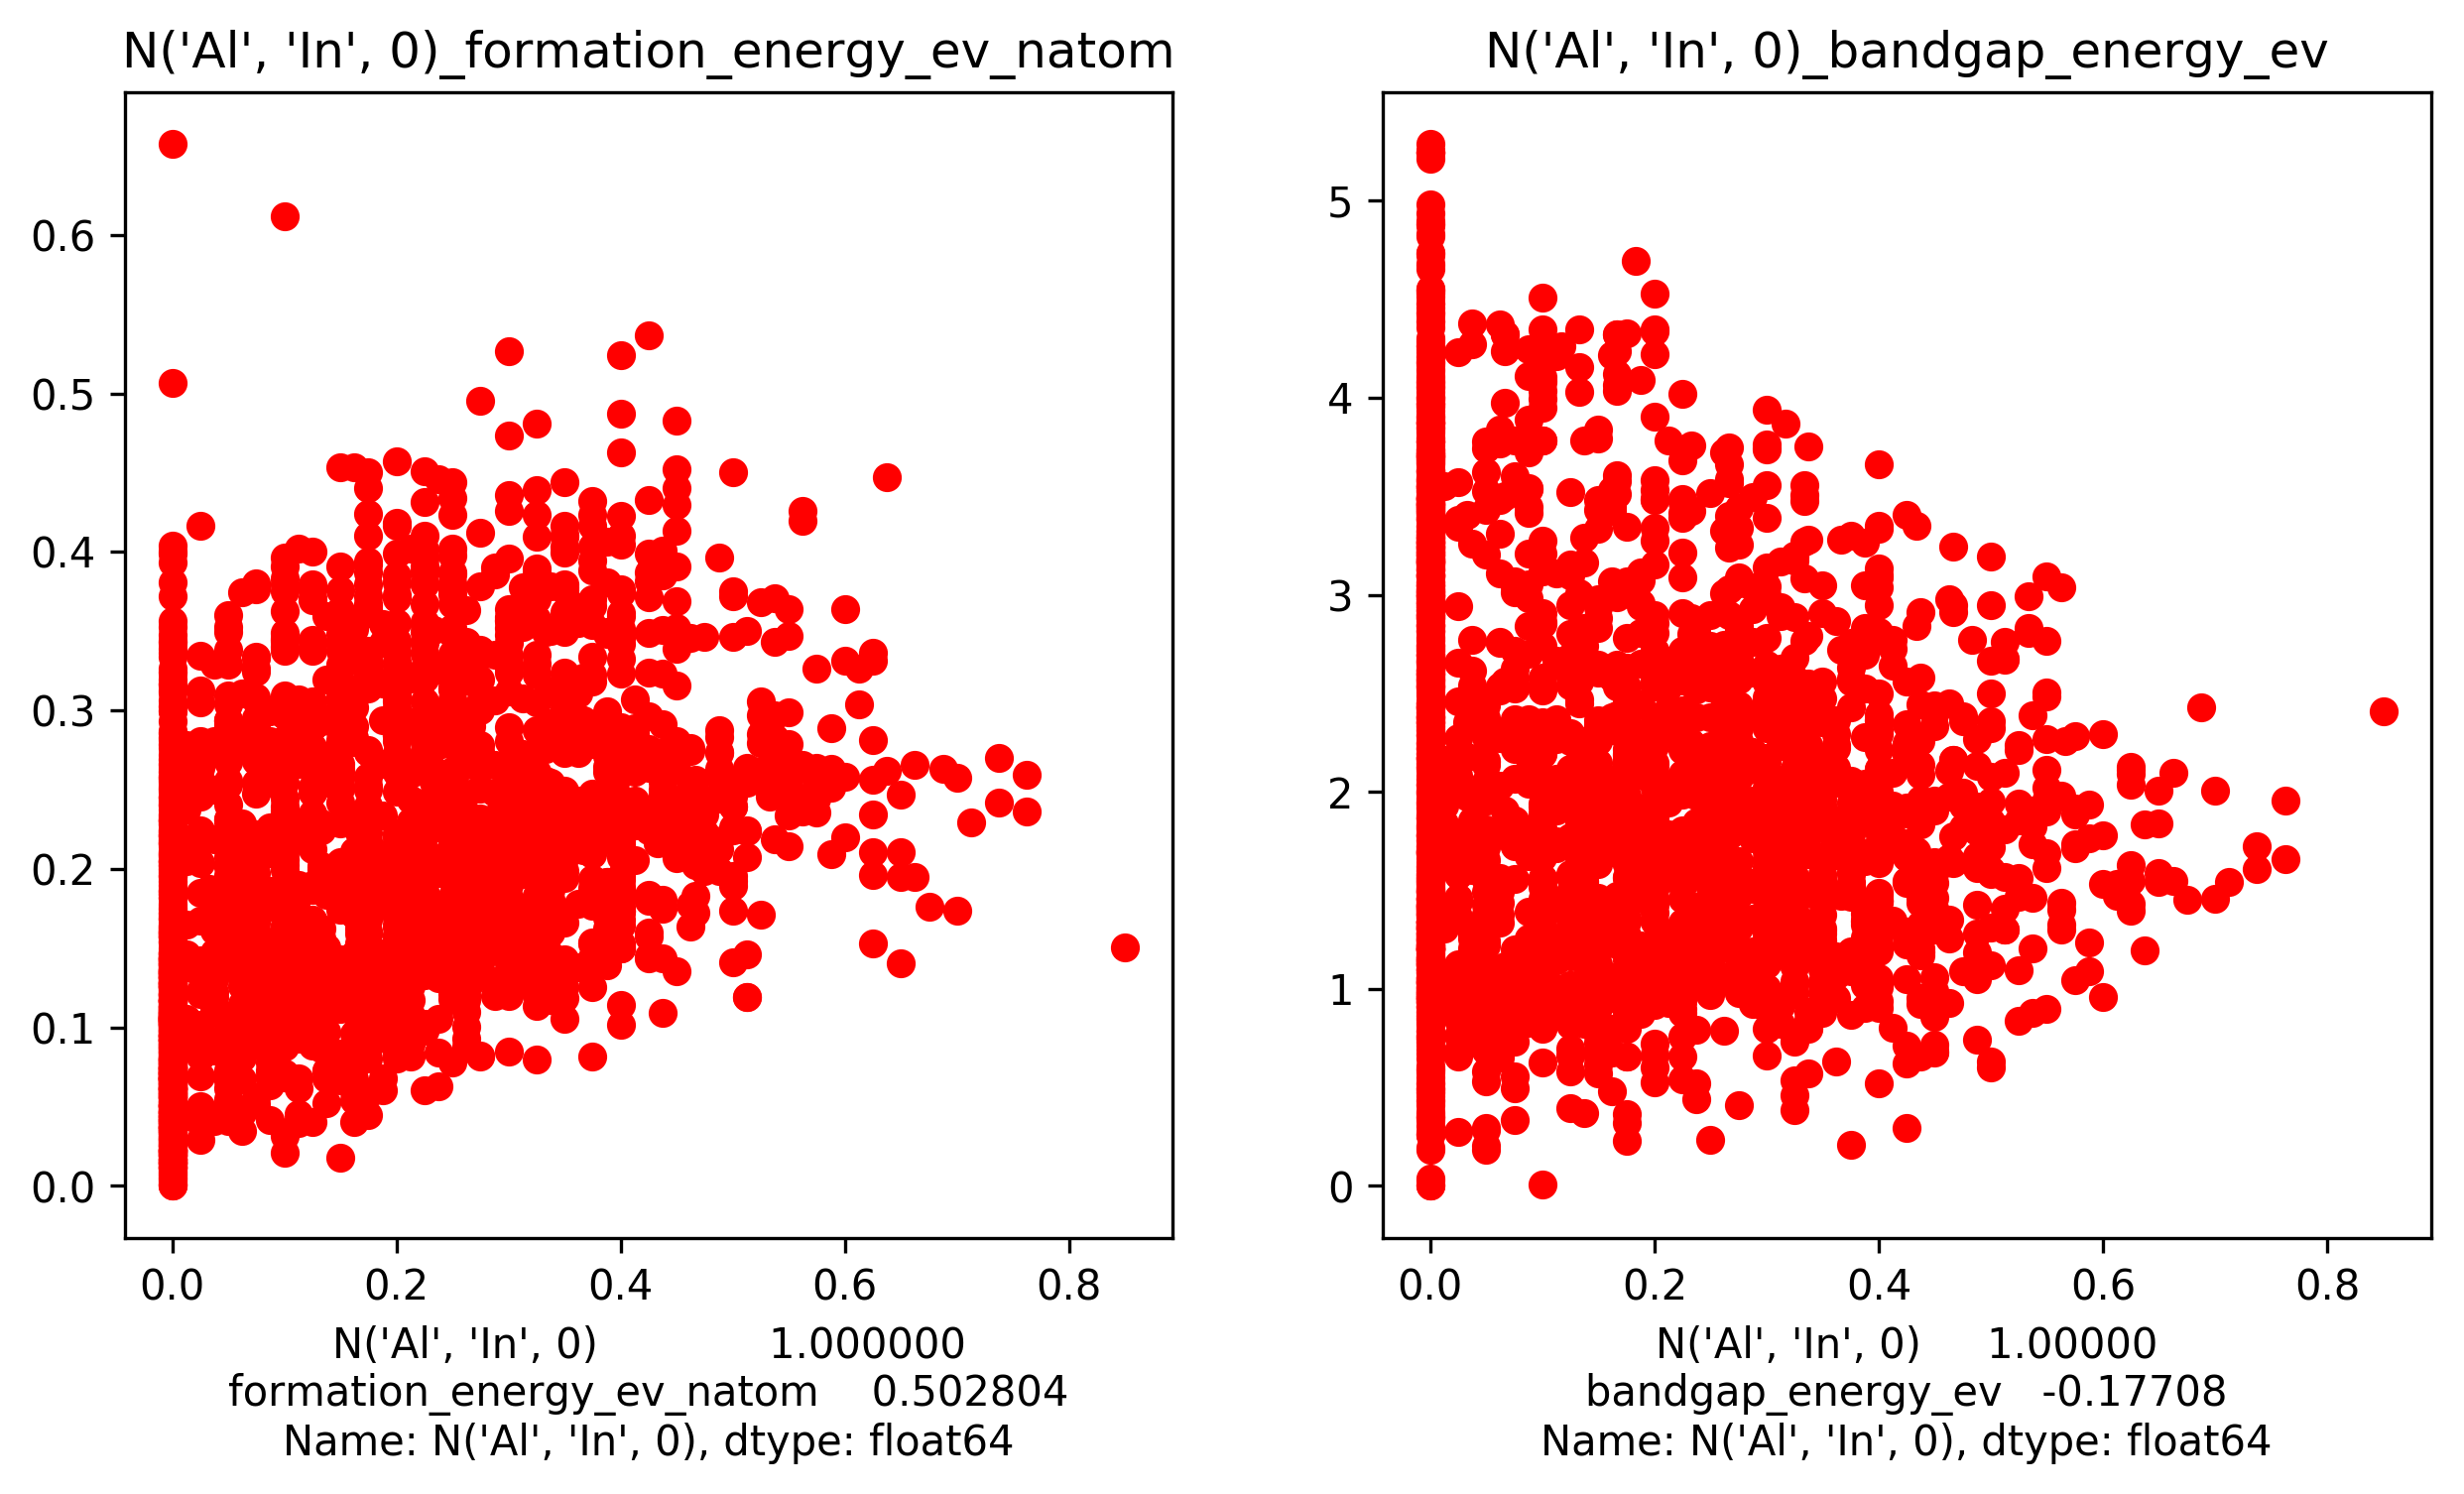 N('Al', 'In', 0)_formation_energy_ev_natom
0.6
0.5
0.4
0.3
0.2
0.1
0.0
0.0 0.2 0.4 0.6 0.8
N('Al', 'In', 0) 1.000000
formation_energy_ev_natom 0.502804
Name: N('Al', 'In', 0), dtype: float64
N('Al', 'In', 0)_bandgap_energy_ev
5
4
3
2
1
0
0.0 0.2 0.4 0.6 0.8
N('Al', 'In', 0) 1.00000
bandgap_energy_ev -0.17708
Name: N('Al', 'In', 0), dtype: float64